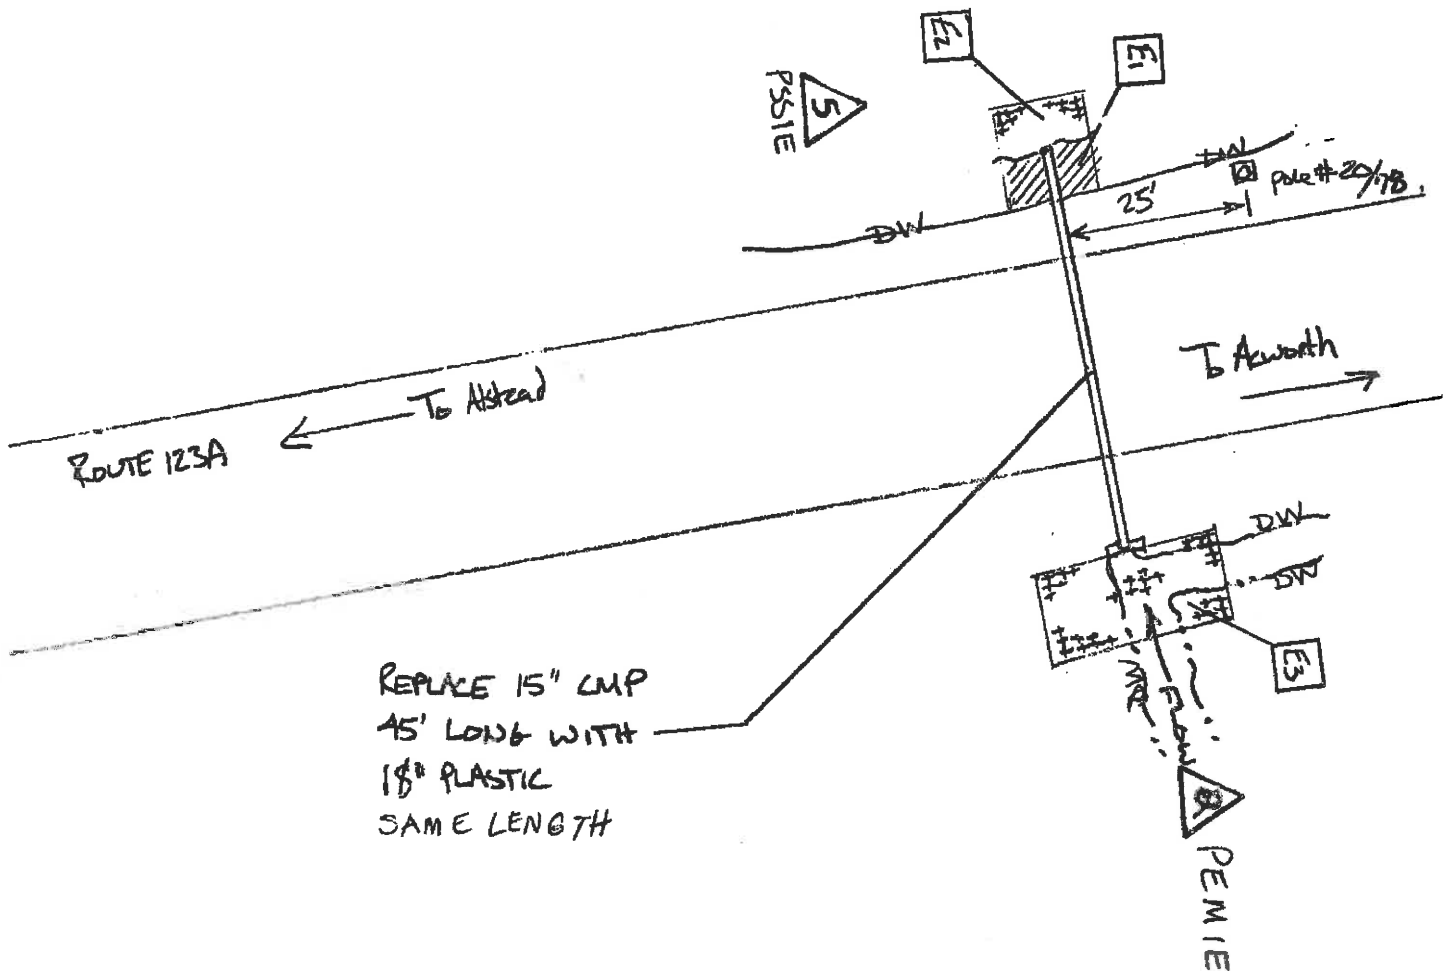 E2
E1
5
PSS1E
DW
pole # 20/78
25'
DW
To Acworth
To Alstead
ROUTE 123A
DW
DW
E3
REPLACE 15" CMP
45' LONG WITH
18" PLASTIC
SAME LENGTH
FLOW
PEM1E